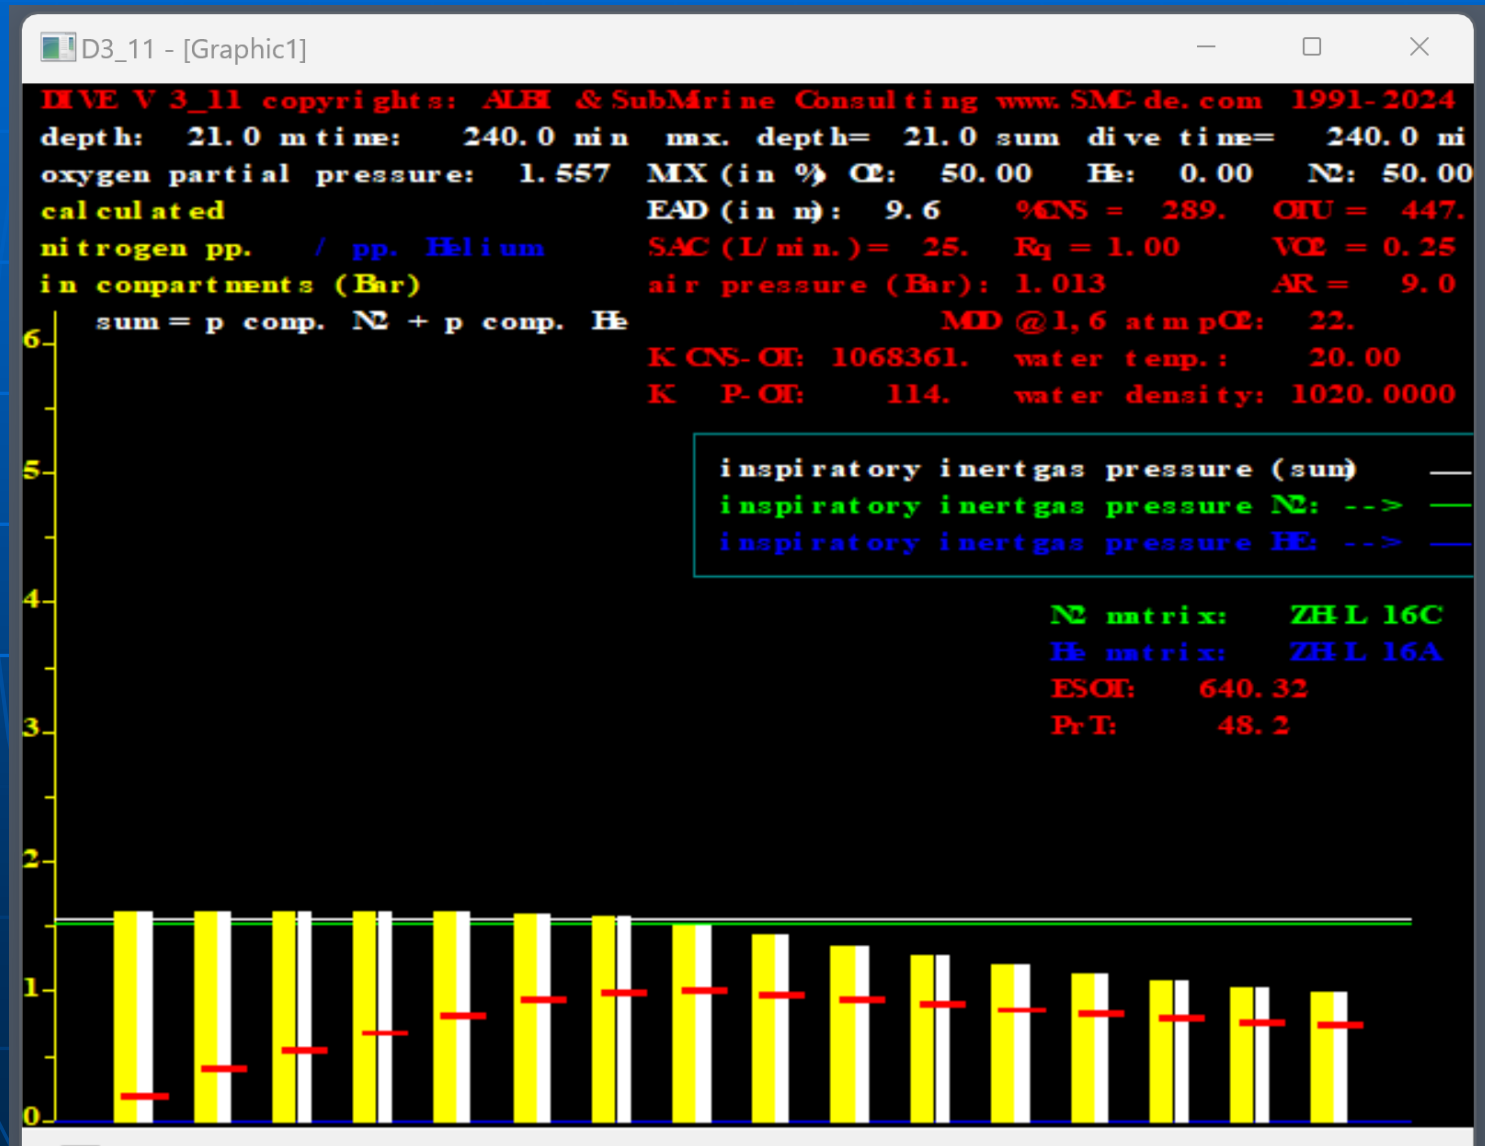 D3_11 - [Graphic1]
DIVE V 3_11 copyrights: ALBI & SubMarine Consulting www.SMC-de.com 1991-2024
depth: 21.0 m time: 240.0 min max. depth= 21.0 sum dive time= 240.0 mi
oxygen partial pressure: 1.557 MIX (in %) O2: 50.00 He: 0.00 N2: 50.00
calculated EAD (in m): 9.6 %CNS = 289. OTU = 447.
nitrogen pp. / pp. Helium SAC (L/min.)= 25. Rq = 1.00 VO2 = 0.25
in compartments (Bar) air pressure (Bar): 1.013 AR = 9.0
sum = p comp. N2 + p comp. He MOD @1,6 atm pO2: 22.
K CNS-OT: 1068361. water temp.: 20.00
K P-OT: 114. water density: 1020.0000
inspiratory inertgas pressure (sum)
inspiratory inertgas pressure N2: -->
inspiratory inertgas pressure HE: -->
N2 matrix: ZH-L 16C
He matrix: ZH-L 16A
ESOT: 640.32
PrT: 48.2
6
5
4
3
2
1
0